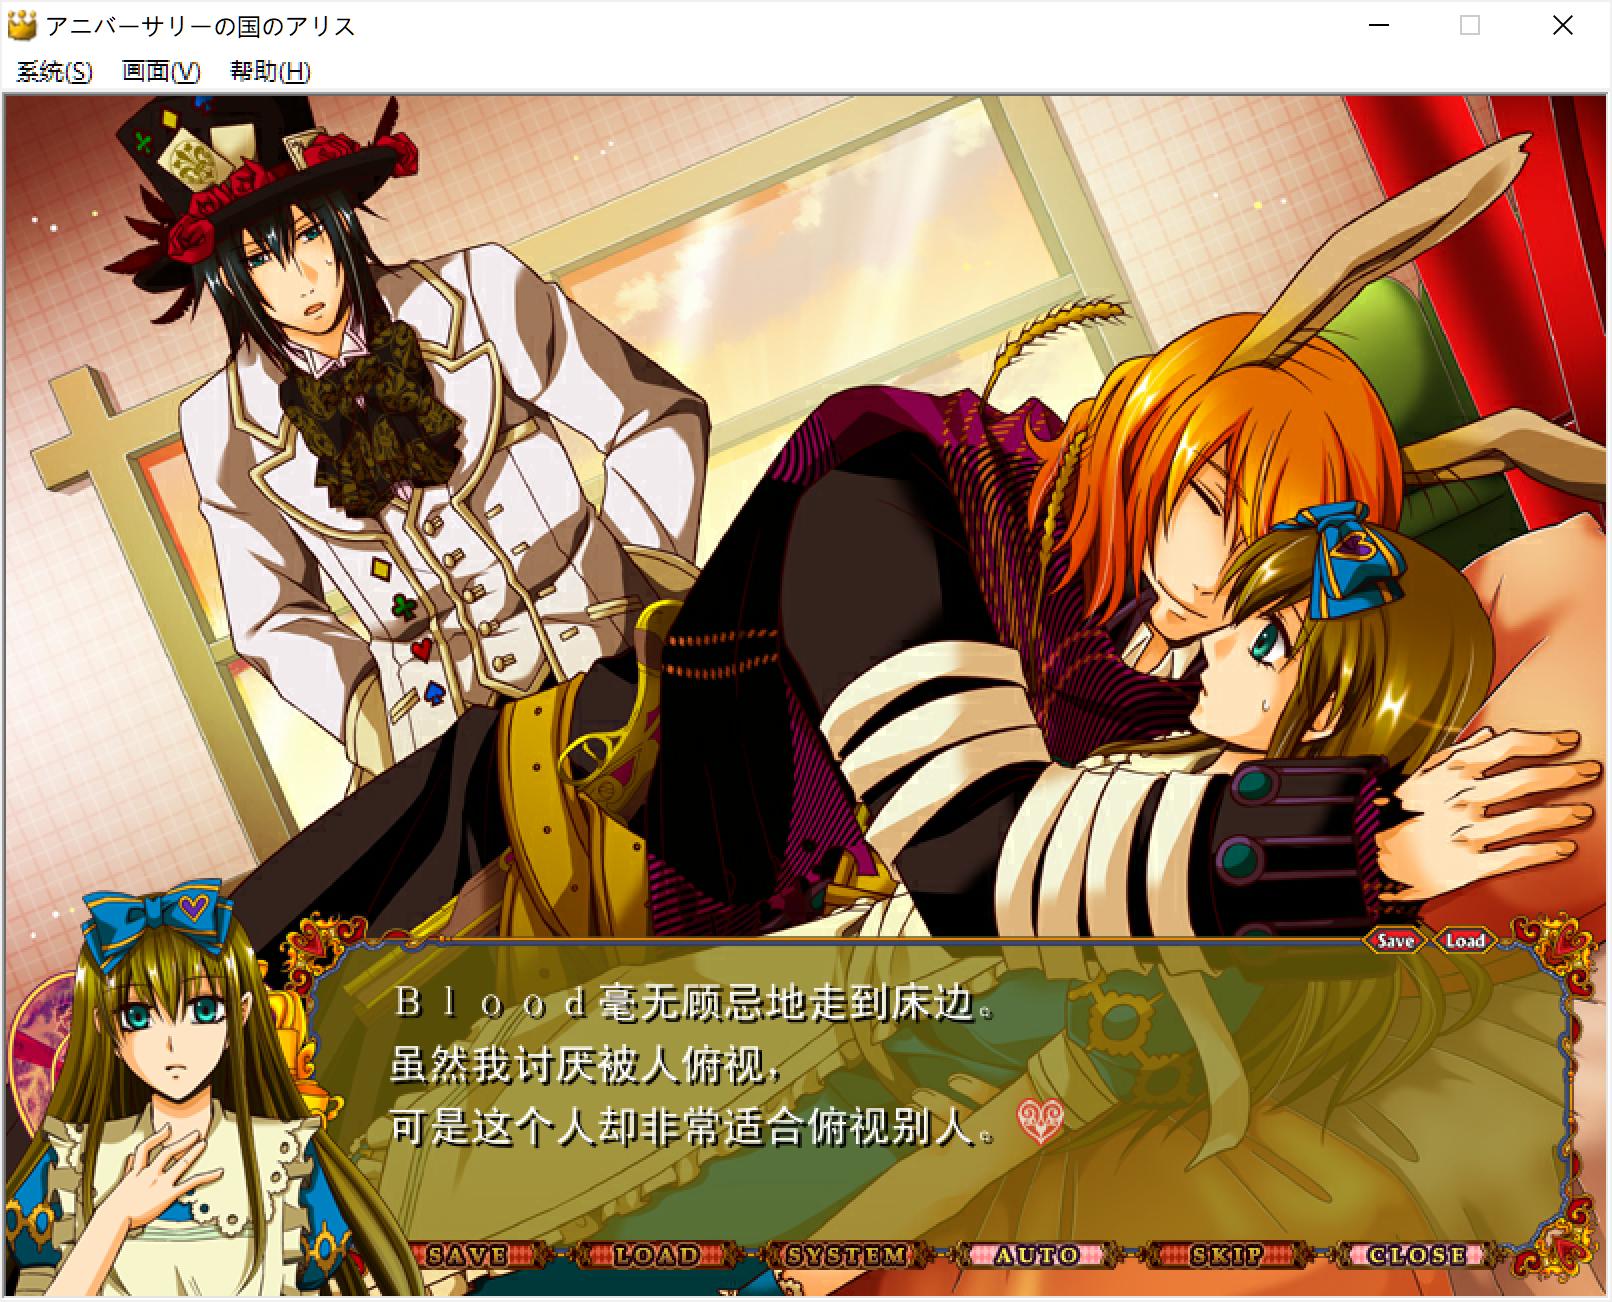 アニバーサリーの国のアリス
系统(S) 画面(V) 帮助(H)
Save Load
Ｂｌｏｏｄ毫无顾忌地走到床边。
虽然我讨厌被人俯视，
可是这个人却非常适合俯视别人。
SAVE LOAD SYSTEM AUTO SKIP CLOSE